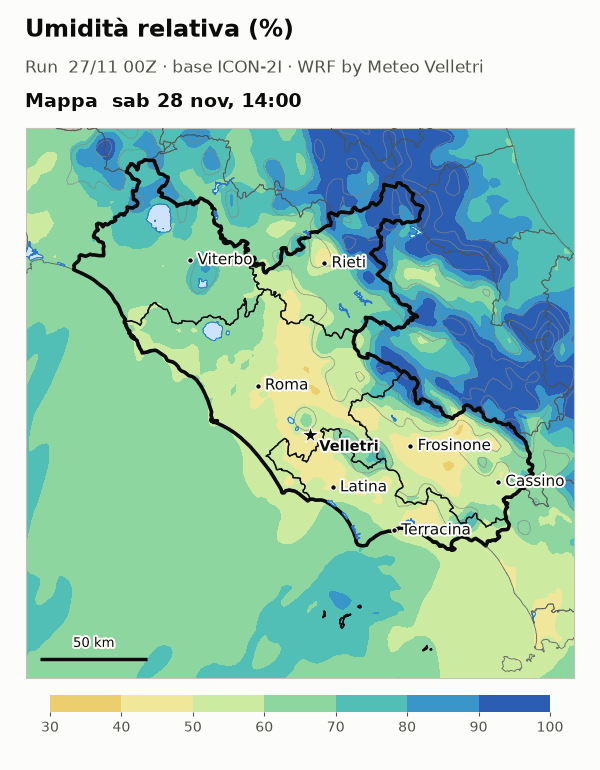 Umidità relativa (%)
Run  27/11 00Z · base ICON-2I · WRF by Meteo Velletri
Mappa  sab 28 nov, 14:00
Viterbo
Rieti
Roma
Velletri
Frosinone
Cassino
Latina
Terracina
50 km
30 40 50 60 70 80 90 100